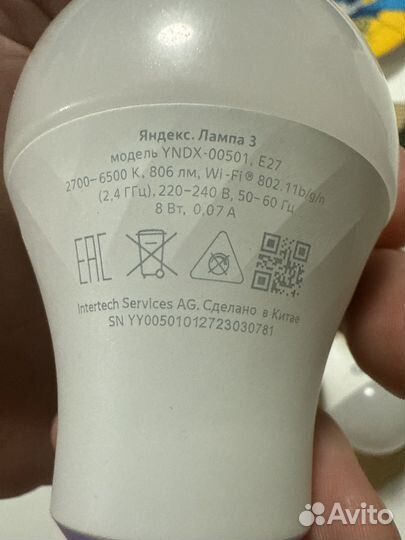 Яндекс. Лампа 3
модель YNDX-00501, E27
2700–6500 K, 806 лм, Wi-Fi® 802.11b/g/n
(2,4 ГГц), 220–240 В, 50–60 Гц
8 Вт, 0,07 А
EAC
Intertech Services AG. Сделано в Китае
SN YY00501012723030781
Avito